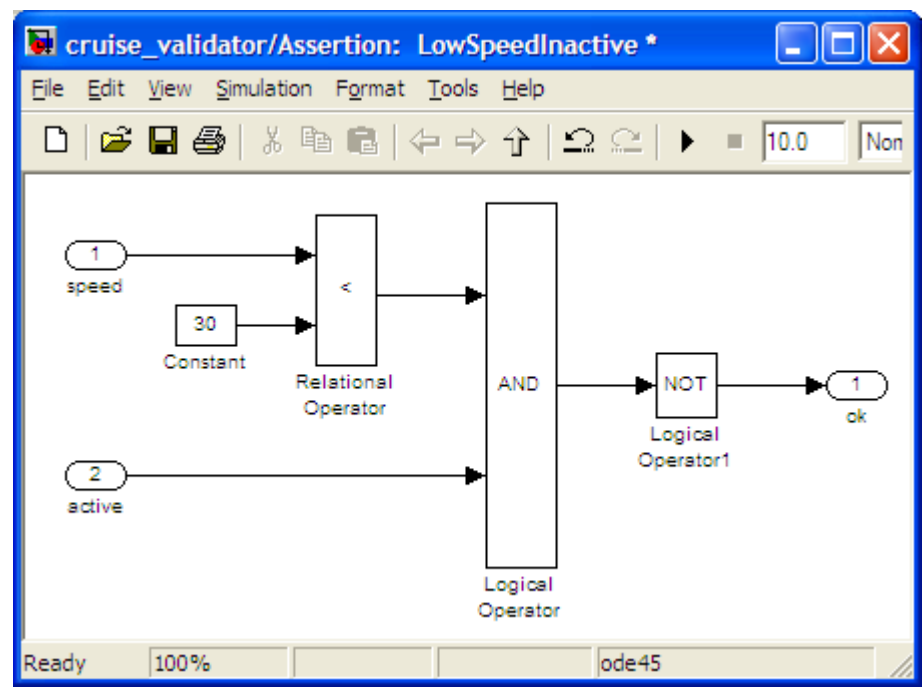 cruise_validator/Assertion: LowSpeedInactive *
File Edit View Simulation Format Tools Help
10.0 Non
1
speed
30
Constant
<
Relational
Operator
AND
NOT
Logical
Operator1
1
ok
2
active
Logical
Operator
Ready 100% ode45